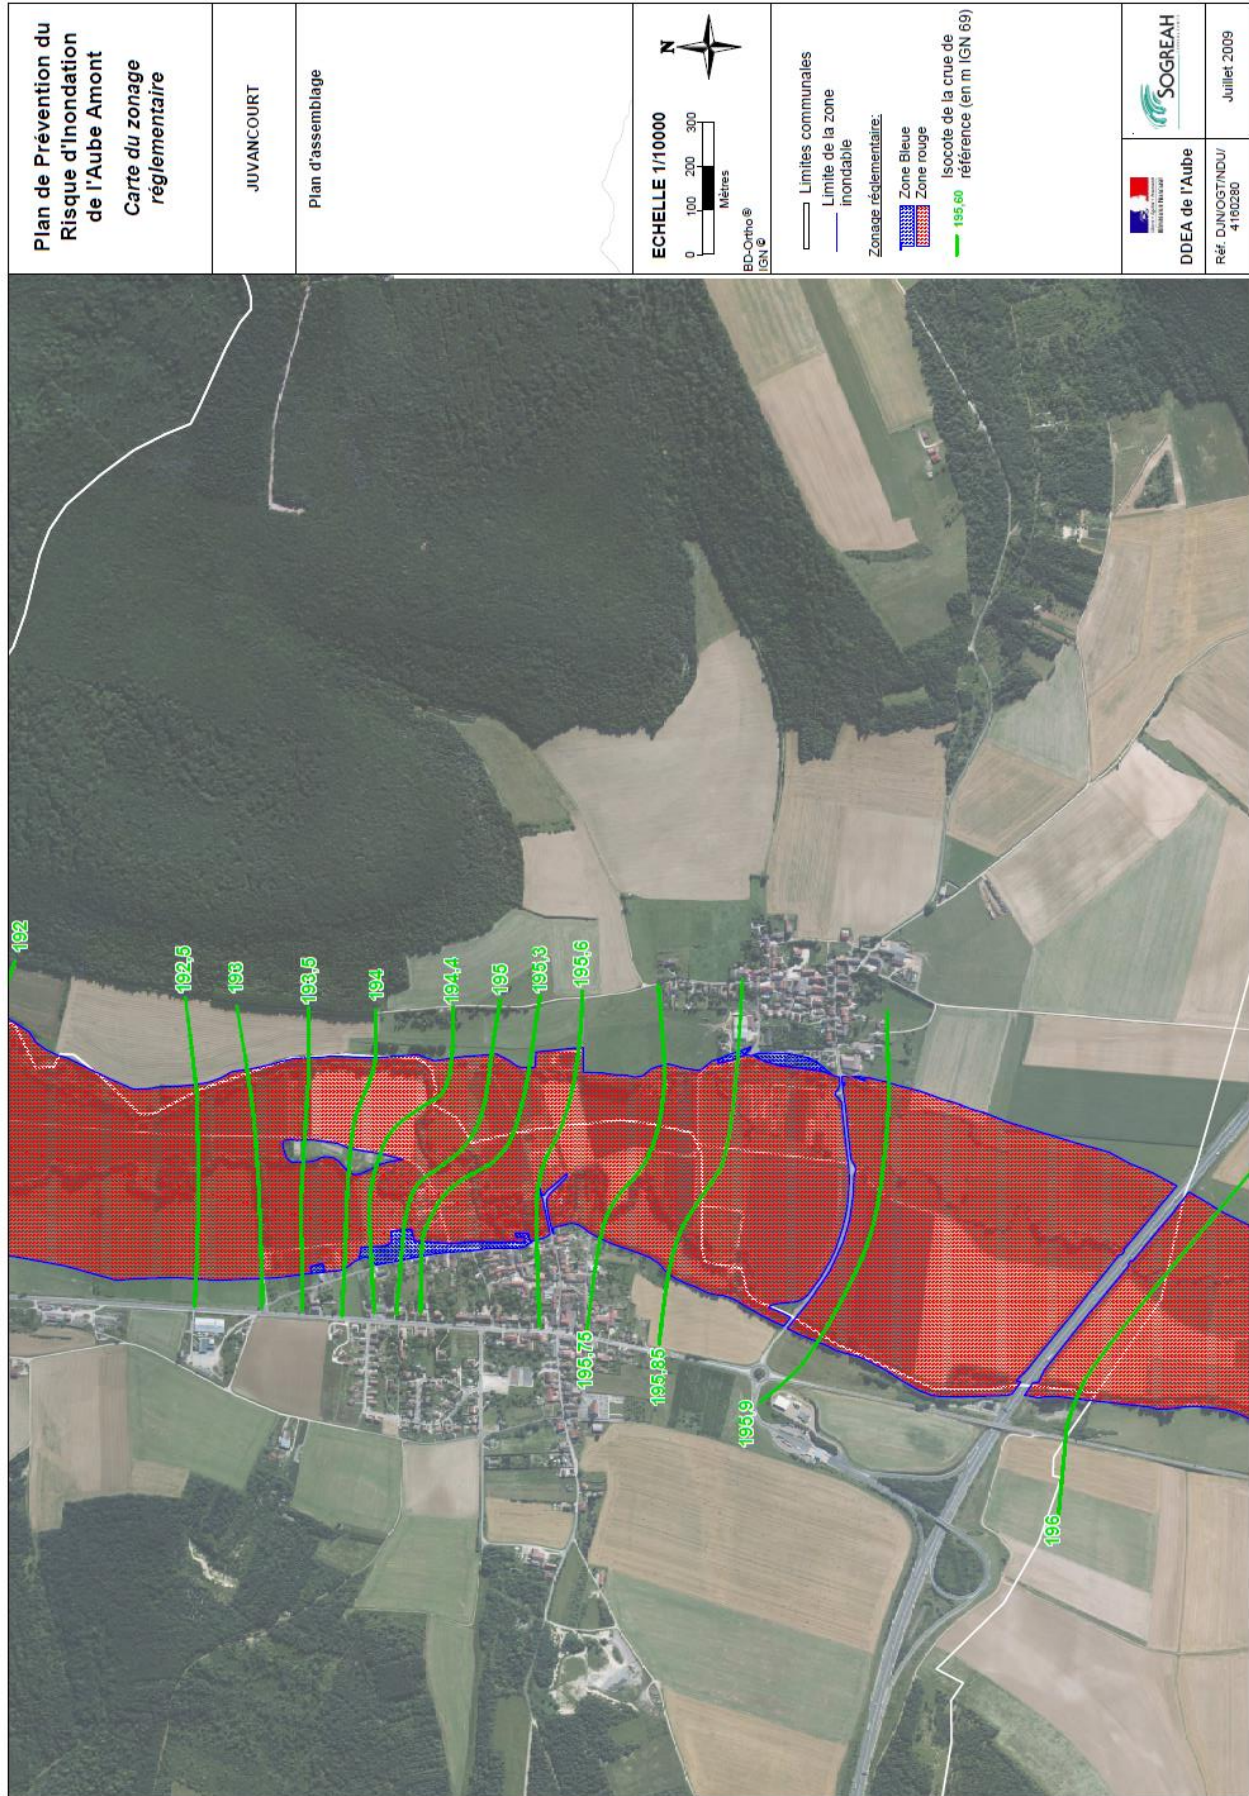 Plan de Prévention du
Risque d'Inondation
de l'Aube Amont
Carte du zonage
réglementaire
JUVANCOURT
Plan d'assemblage
N
ECHELLE 1/10000
0 100 200 300
Mètres
BD-Ortho®
IGN©
Limites communales
Limite de la zone
inondable
Zonage réglementaire:
Zone Bleue
Zone rouge
195,60
Isocote de la crue de
référence (en m IGN 69)
DDEA de l'Aube
SOGREAH
Réf. DJN/OGT/NDU/
4160280
Juillet 2009
192
192,5
193
193,5
194
194,4
195
195,3
195,6
195,75
195,85
195,9
196